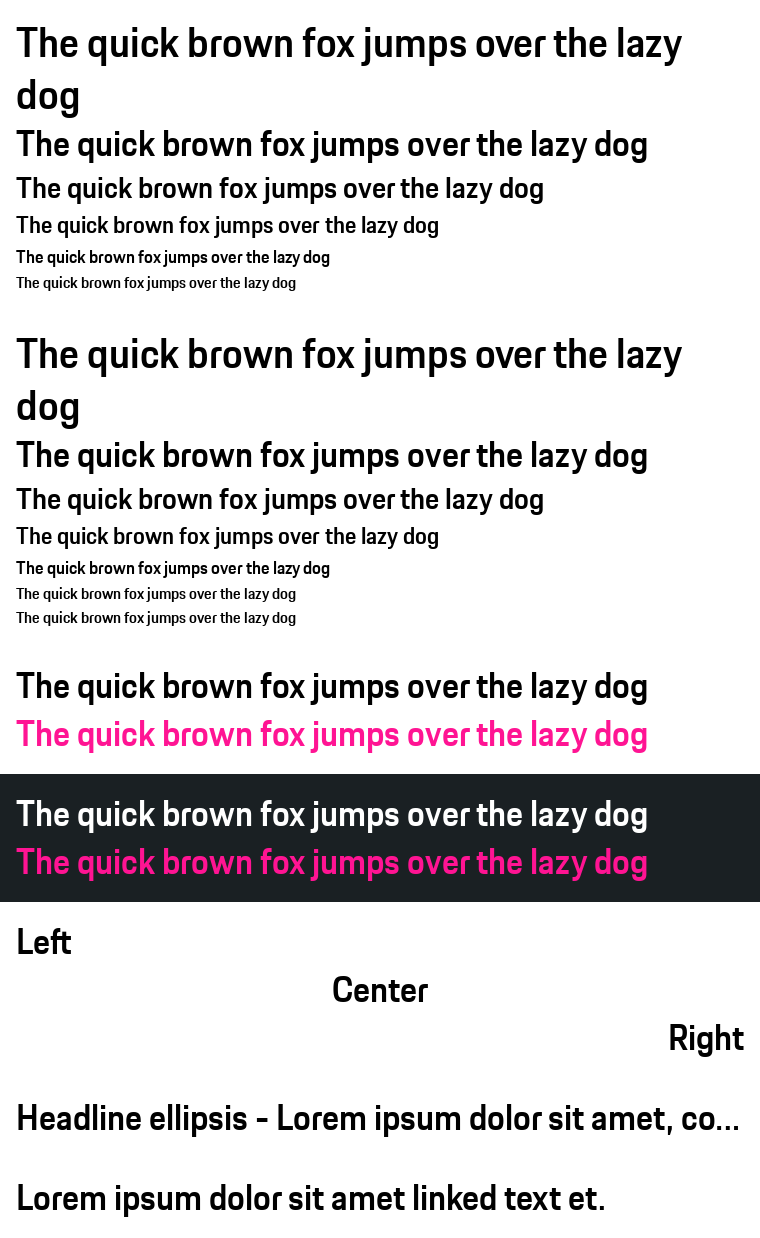 The quick brown fox jumps over the lazy
dog
The quick brown fox jumps over the lazy dog
The quick brown fox jumps over the lazy dog
The quick brown fox jumps over the lazy dog
The quick brown fox jumps over the lazy dog
The quick brown fox jumps over the lazy dog
The quick brown fox jumps over the lazy
dog
The quick brown fox jumps over the lazy dog
The quick brown fox jumps over the lazy dog
The quick brown fox jumps over the lazy dog
The quick brown fox jumps over the lazy dog
The quick brown fox jumps over the lazy dog
The quick brown fox jumps over the lazy dog
The quick brown fox jumps over the lazy dog
The quick brown fox jumps over the lazy dog
The quick brown fox jumps over the lazy dog
The quick brown fox jumps over the lazy dog
Left
Center
Right
Headline ellipsis – Lorem ipsum dolor sit amet, co…
Lorem ipsum dolor sit amet linked text et.